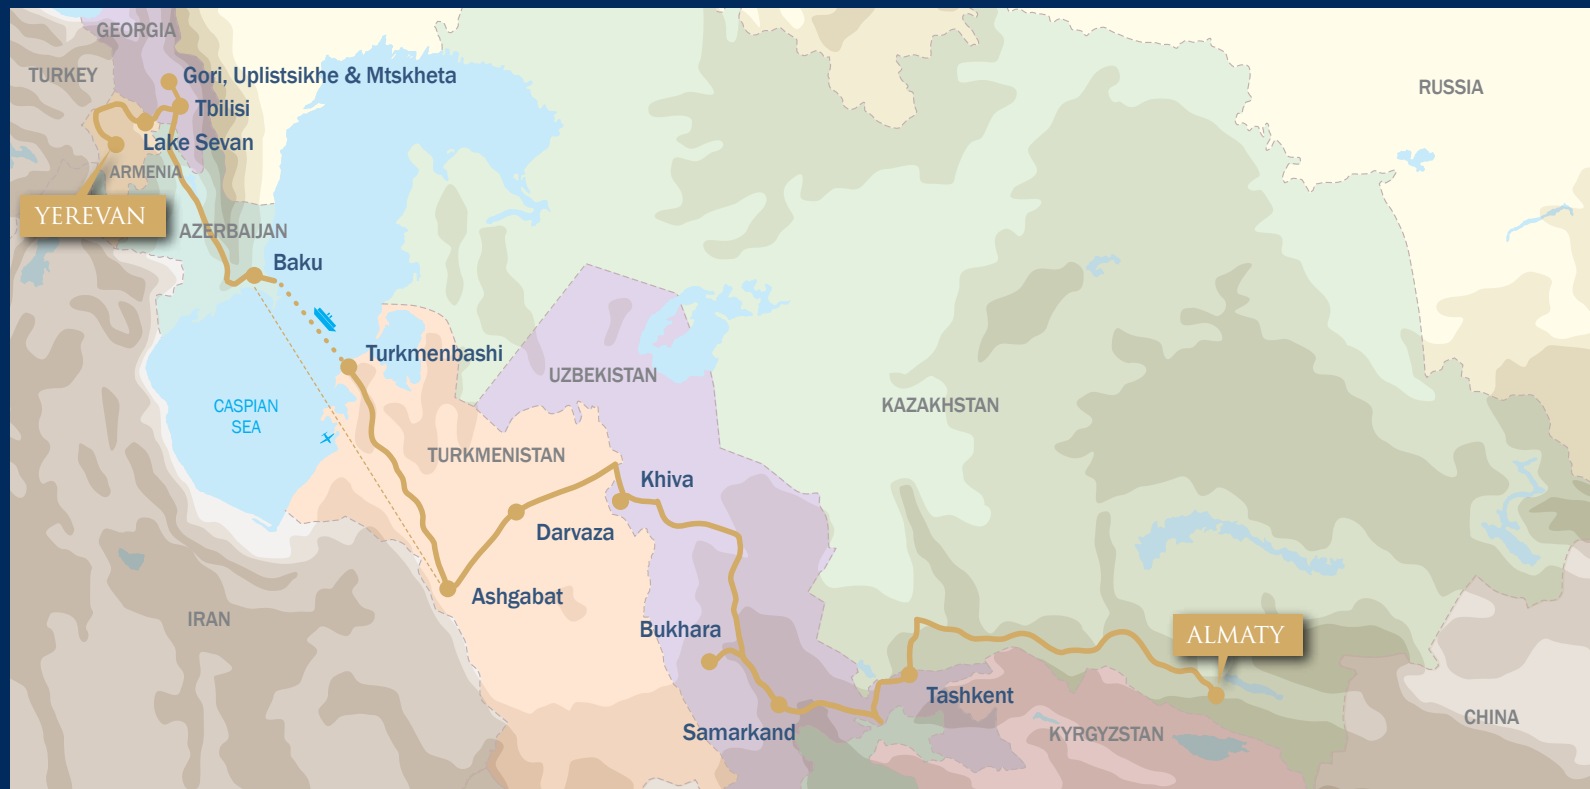 GEORGIA
TURKEY
Gori, Uplistsikhe & Mtskheta
RUSSIA
Tbilisi
Lake Sevan
ARMENIA
YEREVAN
AZERBAIJAN
Baku
Turkmenbashi
UZBEKISTAN
CASPIAN
SEA
KAZAKHSTAN
TURKMENISTAN
Khiva
Darvaza
Ashgabat
IRAN
Bukhara
ALMATY
Tashkent
Samarkand
KYRGYZSTAN
CHINA